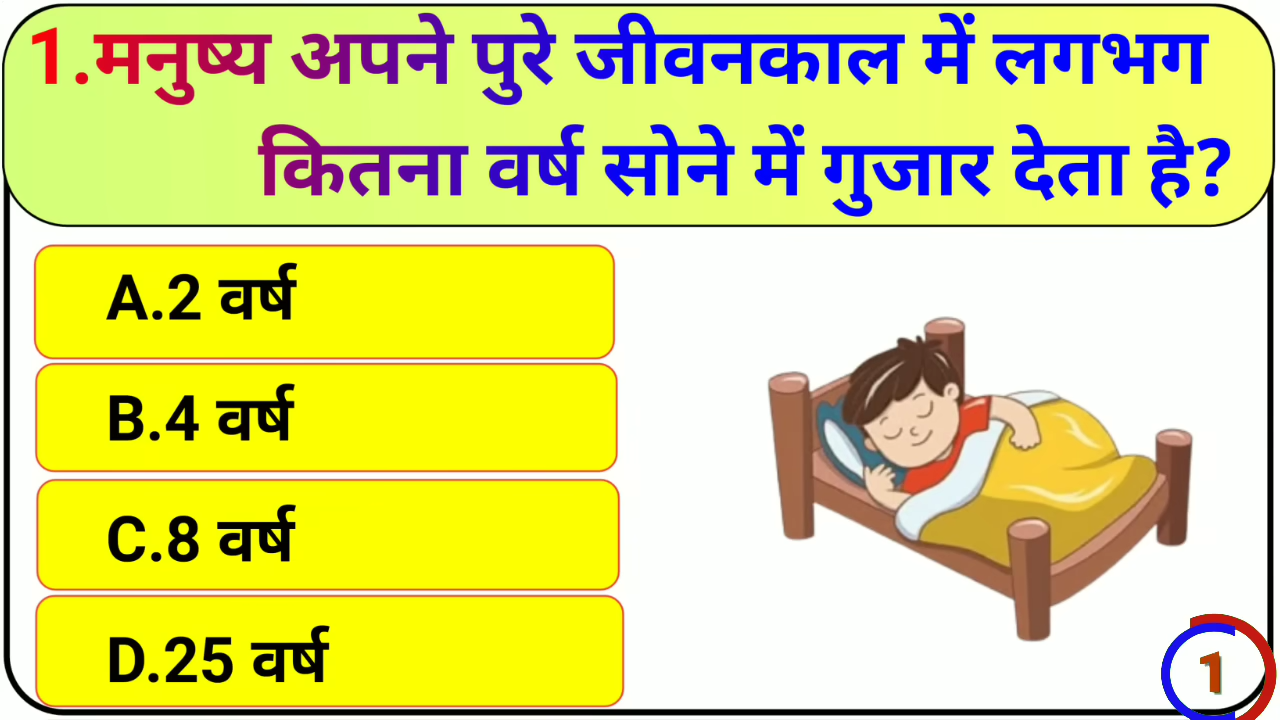 1.मनुष्य अपने पुरे जीवनकाल में लगभग
कितना वर्ष सोने में गुजार देता है?
A.2 वर्ष
B.4 वर्ष
C.8 वर्ष
D.25 वर्ष
1